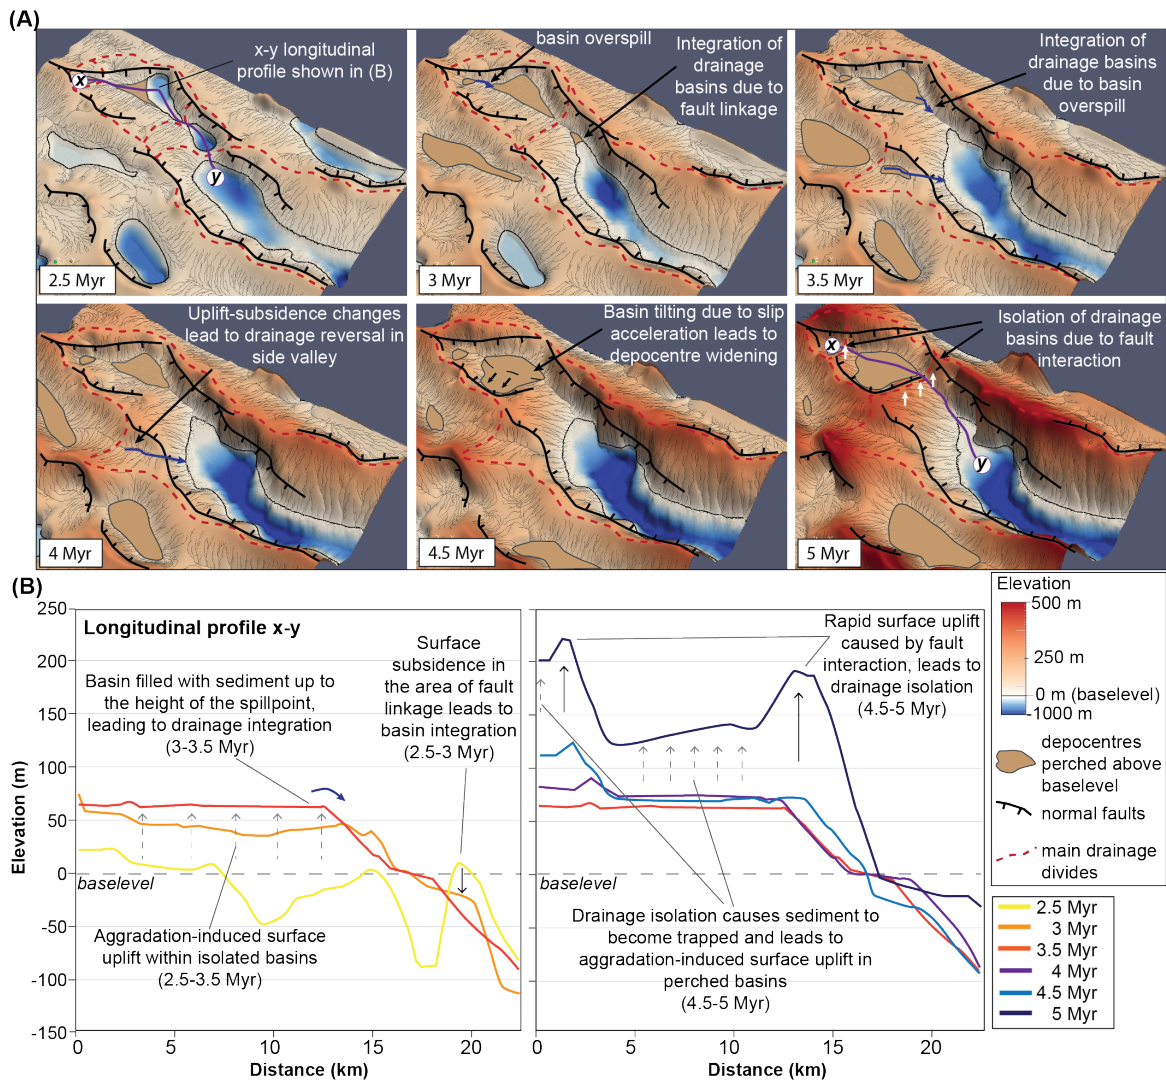 (A)
x-y longitudinal
profile shown in (B)
x
y
2.5 Myr
basin overspill
Integration of
drainage
basins due to
fault linkage
3 Myr
Integration of
drainage basins
due to basin
overspill
3.5 Myr
Uplift-subsidence changes
lead to drainage reversal in
side valley
4 Myr
Basin tilting due to slip
acceleration leads to
depocentre widening
4.5 Myr
Isolation of drainage
basins due to fault
interaction
x
y
5 Myr
(B)
Longitudinal profile x-y
Surface
subsidence in
the area of fault
linkage leads to
basin integration
(2.5-3 Myr)
Basin filled with sediment up to
the height of the spillpoint,
leading to drainage integration
(3-3.5 Myr)
baselevel
Aggradation-induced surface
uplift within isolated basins
(2.5-3.5 Myr)
Elevation (m)
250
200
150
100
50
0
-50
-100
-150
0
5
10
15
20
Distance (km)
Rapid surface uplift
caused by fault
interaction, leads to
drainage isolation
(4.5-5 Myr)
baselevel
Drainage isolation causes sediment to
become trapped and leads to
aggradation-induced surface uplift in
perched basins
(4.5-5 Myr)
0
5
10
15
20
Distance (km)
Elevation
500 m
250 m
0 m (baselevel)
-1000 m
depocentres
perched above
baselevel
normal faults
main drainage
divides
2.5 Myr
3 Myr
3.5 Myr
4 Myr
4.5 Myr
5 Myr